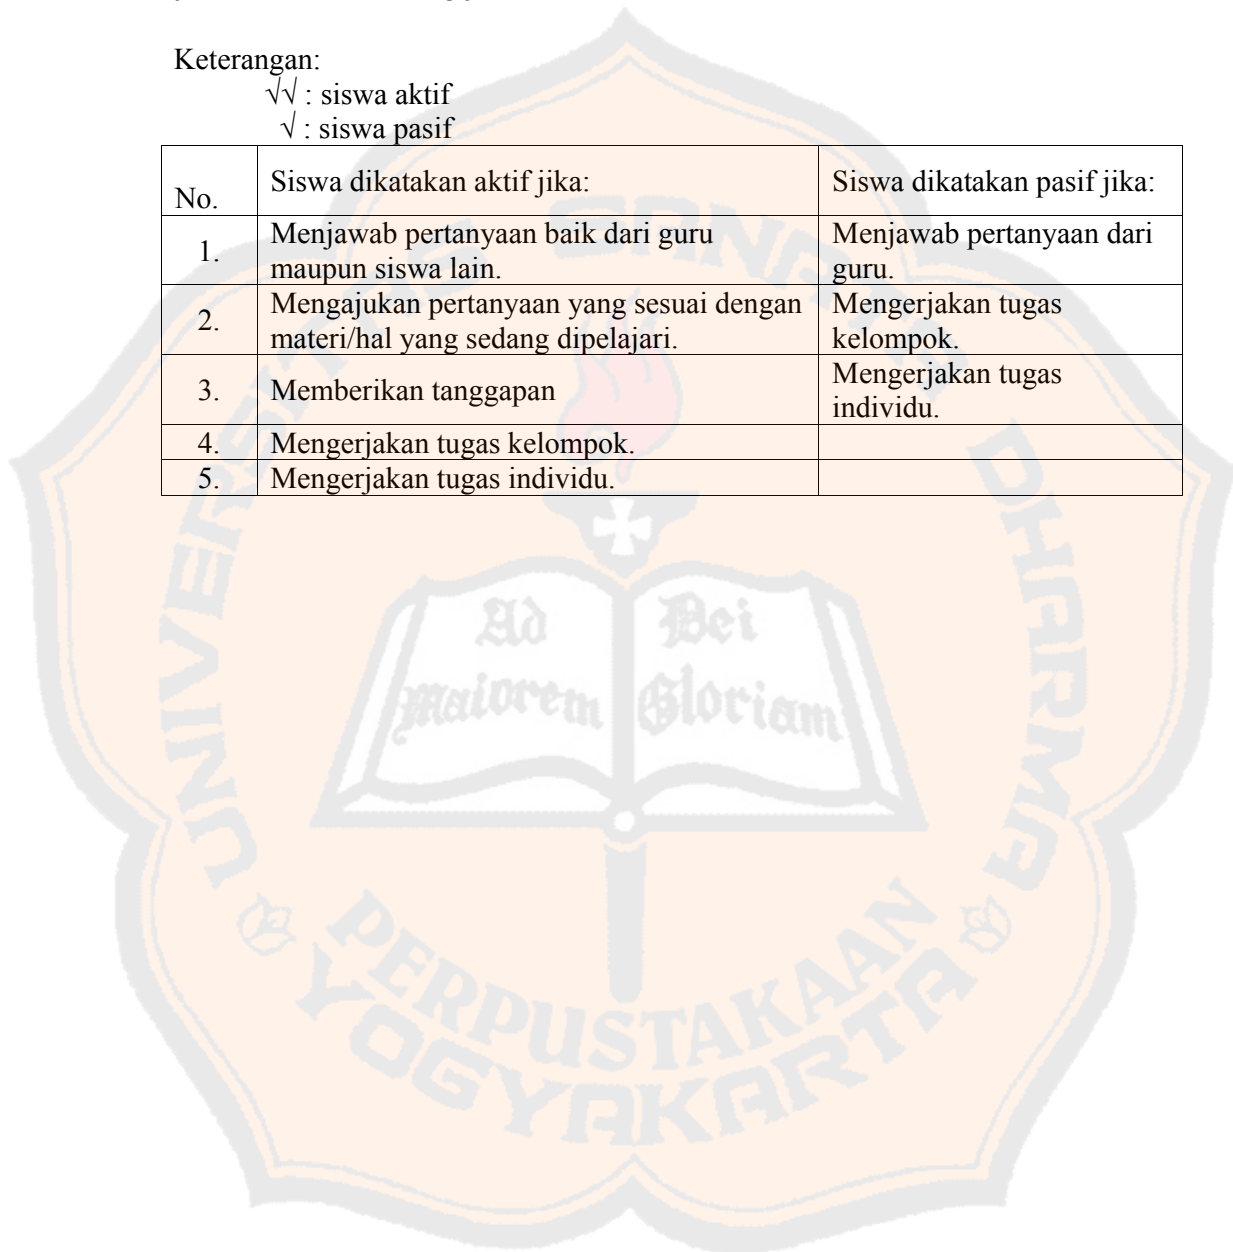 Keterangan:
√√ : siswa aktif
√ : siswa pasif
No.
Siswa dikatakan aktif jika:
Siswa dikatakan pasif jika:
1.
Menjawab pertanyaan baik dari guru
maupun siswa lain.
Menjawab pertanyaan dari
guru.
2.
Mengajukan pertanyaan yang sesuai dengan
materi/hal yang sedang dipelajari.
Mengerjakan tugas
kelompok.
3.
Memberikan tanggapan
Mengerjakan tugas
individu.
4.
Mengerjakan tugas kelompok.
5.
Mengerjakan tugas individu.
UNIVERSITAS SANATA DHARMA
Ad
maiorem
Dei
Gloriam
PERPUSTAKAAN
YOGYAKARTA